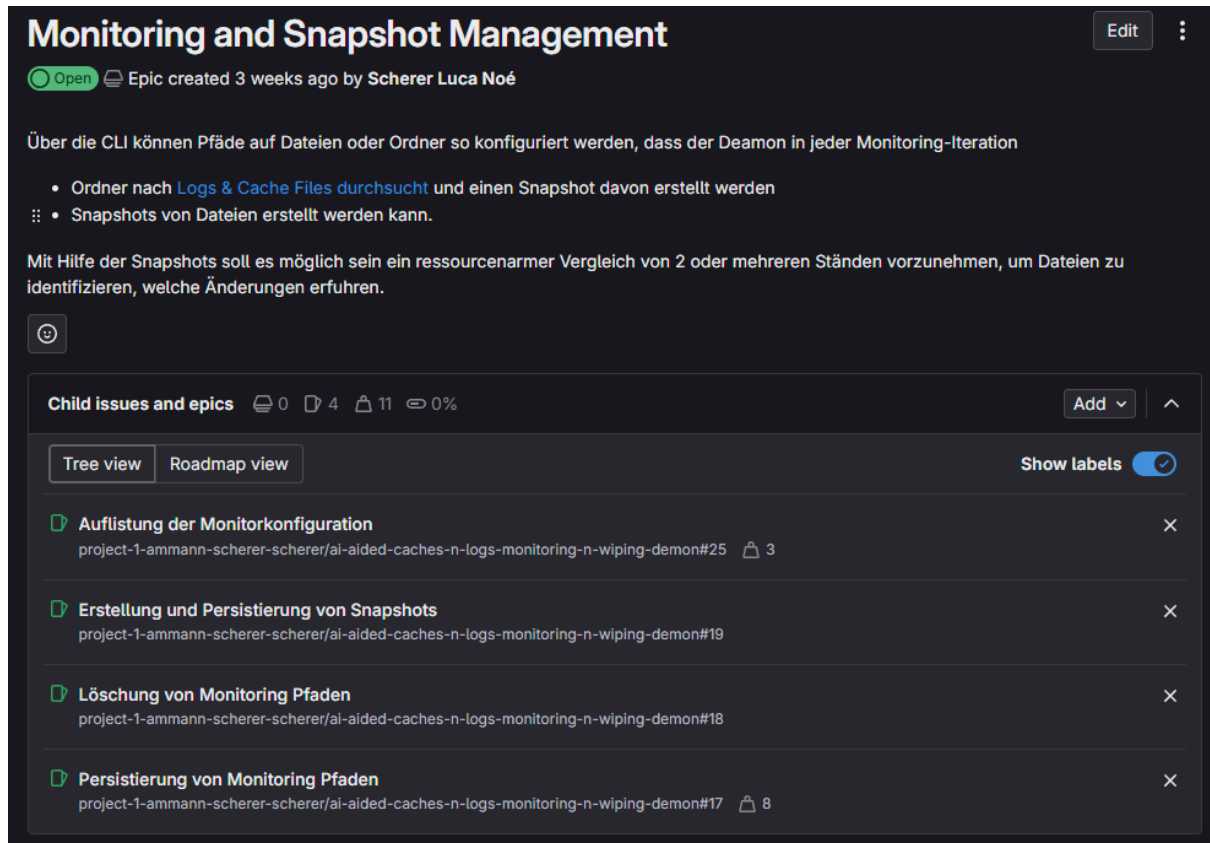 Monitoring and Snapshot Management
Edit
Open Epic created 3 weeks ago by Scherer Luca Noé
Über die CLI können Pfäde auf Dateien oder Ordner so konfiguriert werden, dass der Deamon in jeder Monitoring-Iteration
• Ordner nach Logs & Cache Files durchsucht und einen Snapshot davon erstellt werden
• Snapshots von Dateien erstellt werden kann.
Mit Hilfe der Snapshots soll es möglich sein ein ressourcenarmer Vergleich von 2 oder mehreren Ständen vorzunehmen, um Dateien zu
identifizieren, welche Änderungen erfuhren.
Child issues and epics 0 4 11 0%
Add
Tree view Roadmap view
Show labels
Auflistung der Monitorkonfiguration
project-1-ammann-scherer-scherer/ai-aided-caches-n-logs-monitoring-n-wiping-demon#25 3
Erstellung und Persistierung von Snapshots
project-1-ammann-scherer-scherer/ai-aided-caches-n-logs-monitoring-n-wiping-demon#19
Löschung von Monitoring Pfaden
project-1-ammann-scherer-scherer/ai-aided-caches-n-logs-monitoring-n-wiping-demon#18
Persistierung von Monitoring Pfaden
project-1-ammann-scherer-scherer/ai-aided-caches-n-logs-monitoring-n-wiping-demon#17 8